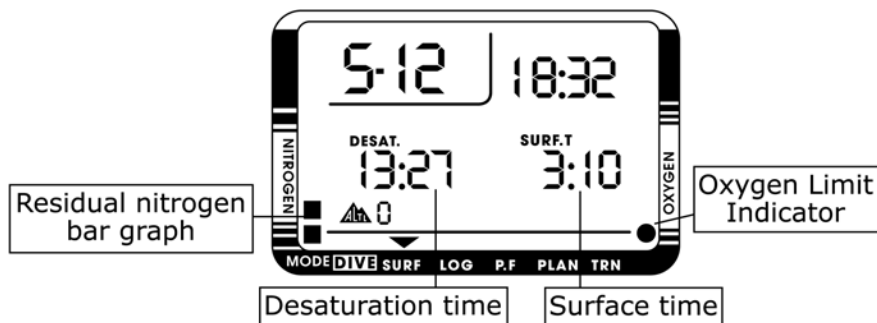 5-12
18:32
DESAT.
SURF.T
13:27
3:10
NITROGEN
OXYGEN
Residual nitrogen
bar graph
Oxygen Limit
Indicator
ALTI 0
MODE DIVE SURF LOG P.F PLAN TRN
Desaturation time
Surface time